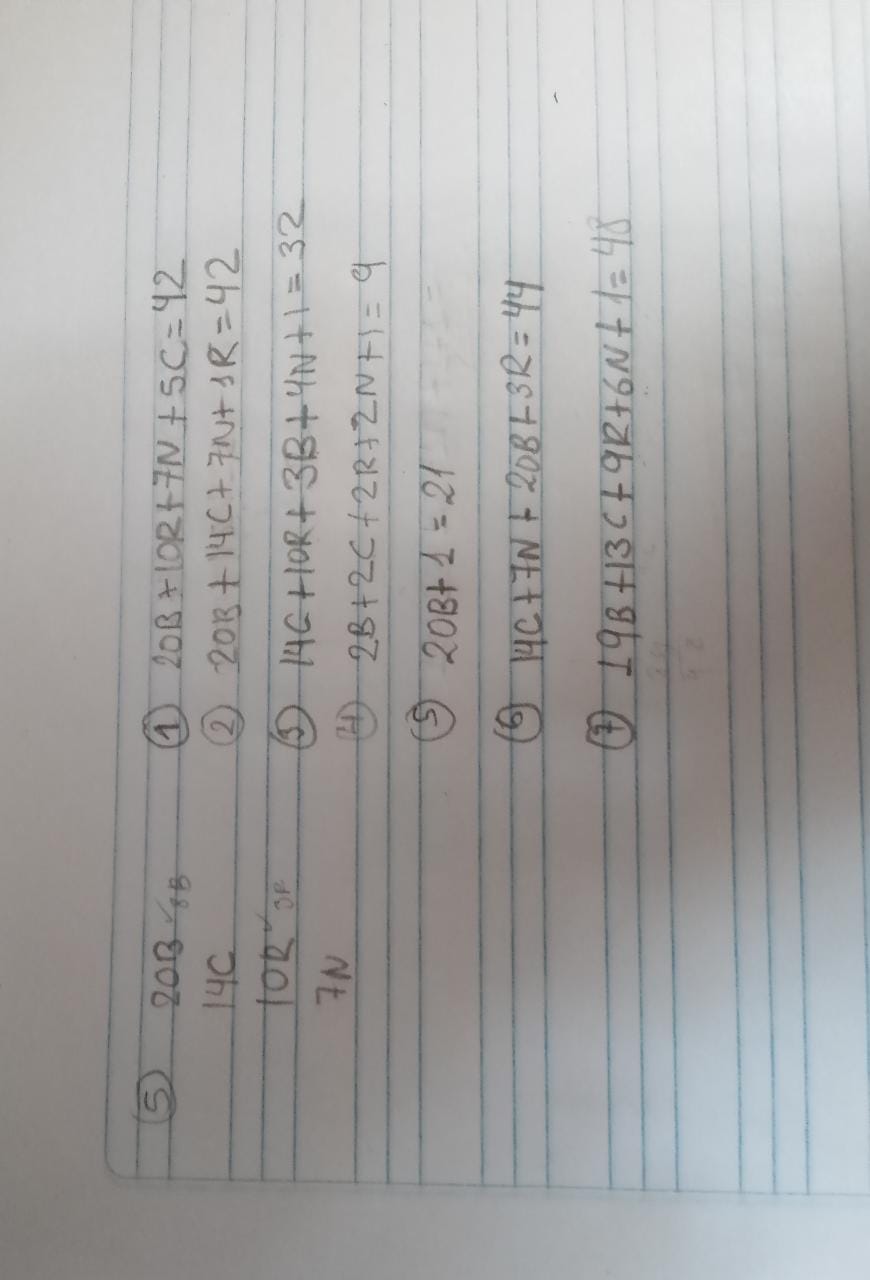 ⑤ 20B ✓ 8B
14C
10R ✓ 3R
7N
① 20B + 10R + 7N + 5C = 42
② 20B + 14C + 7N + 1R = 42
③ 14C + 10R + 3B + 4N + 1 = 32
④ 2B + 2C + 2R + 2N + 1 = 9
⑤ 20B + 1 = 21
⑥ 14C + 7N + 20B + 3R = 44
⑦ 19B + 13C + 9R + 6N + 1 = 48